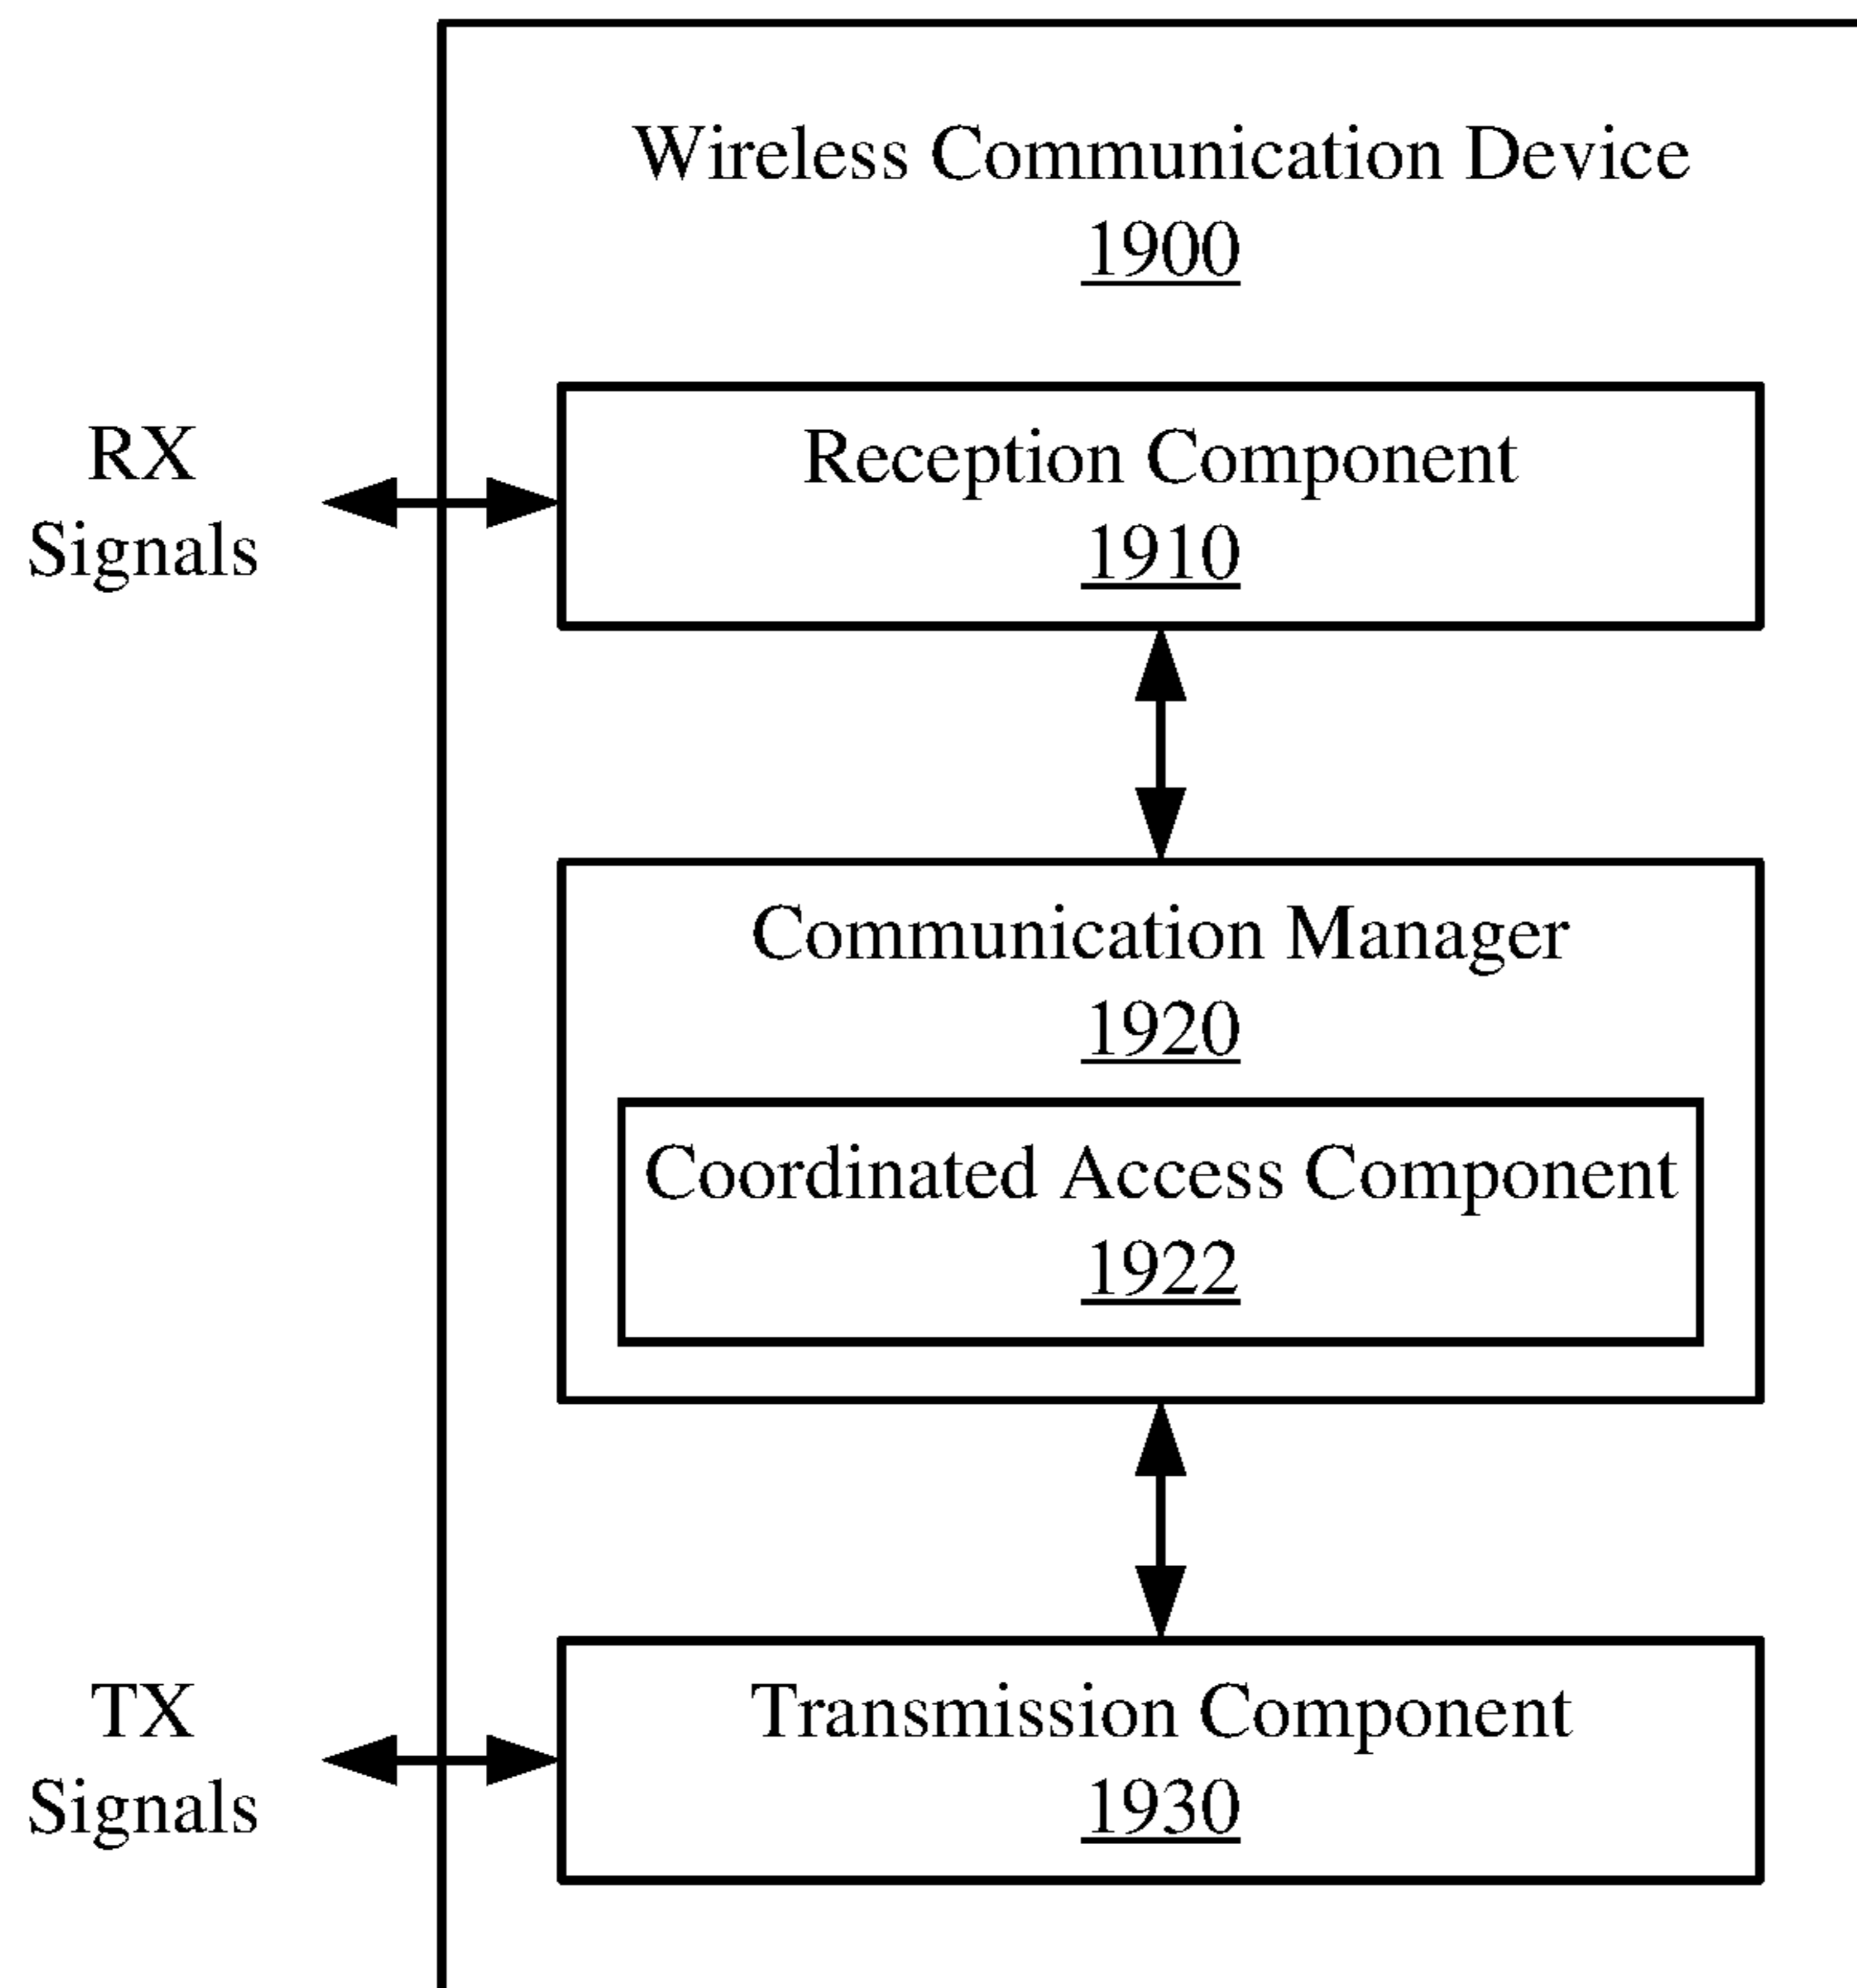 Wireless Communication Device
1900
RX
Signals
Reception Component
1910
Communication Manager
1920
Coordinated Access Component
1922
TX
Signals
Transmission Component
1930